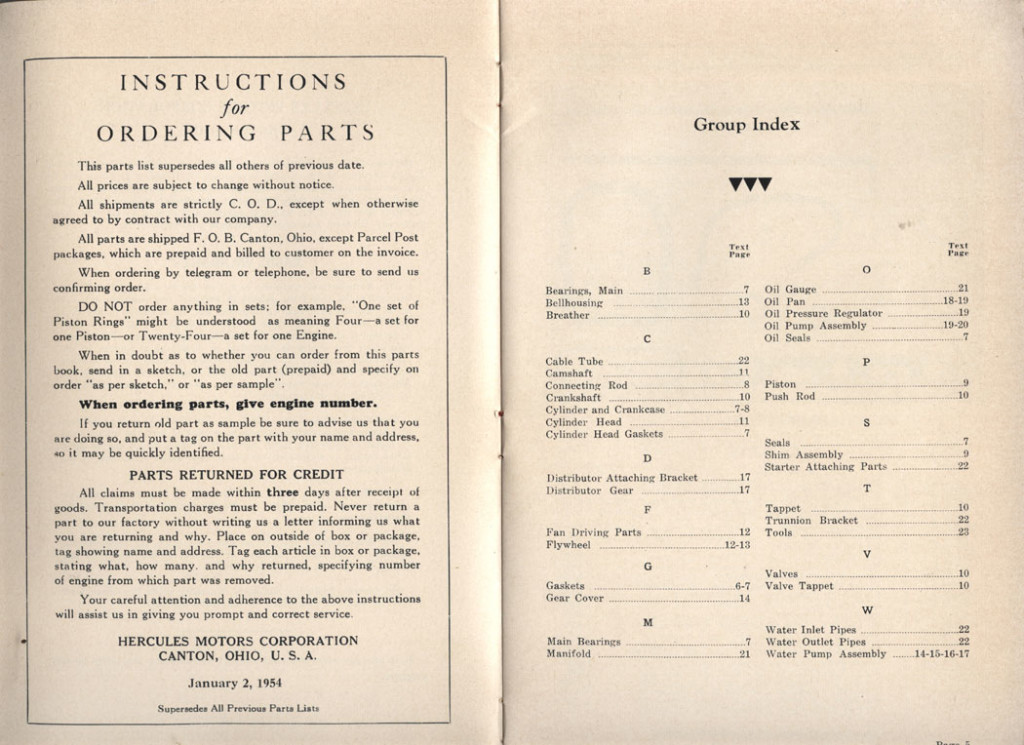 INSTRUCTIONS
for
ORDERING PARTS
This parts list supersedes all others of previous date.
All prices are subject to change without notice.
All shipments are strictly C. O. D., except when otherwise
agreed to by contract with our company.
All parts are shipped F. O. B. Canton, Ohio, except Parcel Post
packages, which are prepaid and billed to customer on the invoice.
When ordering by telegram or telephone, be sure to send us
confirming order.
DO NOT order anything in sets; for example, "One set of
Piston Rings" might be understood as meaning Four—a set for
one Piston—or Twenty-Four—a set for one Engine.
When in doubt as to whether you can order from this parts
book, send in a sketch, or the old part (prepaid) and specify on
order "as per sketch," or "as per sample".
When ordering parts, give engine number.
If you return old part as sample be sure to advise us that you
are doing so, and put a tag on the part with your name and address,
so it may be quickly identified.
PARTS RETURNED FOR CREDIT
All claims must be made within three days after receipt of
goods. Transportation charges must be prepaid. Never return a
part to our factory without writing us a letter informing us what
you are returning and why. Place on outside of box or package,
tag showing name and address. Tag each article in box or package,
stating what, how many, and why returned, specifying number
of engine from which part was removed.
Your careful attention and adherence to the above instructions
will assist us in giving you prompt and correct service.
HERCULES MOTORS CORPORATION
CANTON, OHIO, U. S. A.
January 2, 1954
Supersedes All Previous Parts Lists
Group Index
Text
Page
B
Bearings, Main 7
Bellhousing 13
Breather 10
C
Cable Tube 22
Camshaft 11
Connecting Rod 8
Crankshaft 10
Cylinder and Crankcase 7-8
Cylinder Head 11
Cylinder Head Gaskets 7
D
Distributor Attaching Bracket 17
Distributor Gear 17
F
Fan Driving Parts 12
Flywheel 12-13
G
Gaskets 6-7
Gear Cover 14
M
Main Bearings 7
Manifold 21
Text
Page
O
Oil Gauge 21
Oil Pan 18-19
Oil Pressure Regulator 19
Oil Pump Assembly 19-20
Oil Seals 7
P
Piston 9
Push Rod 10
S
Seals 7
Shim Assembly 9
Starter Attaching Parts 22
T
Tappet 10
Trunnion Bracket 22
Tools 23
V
Valves 10
Valve Tappet 10
W
Water Inlet Pipes 22
Water Outlet Pipes 22
Water Pump Assembly 14-15-16-17
Page 5